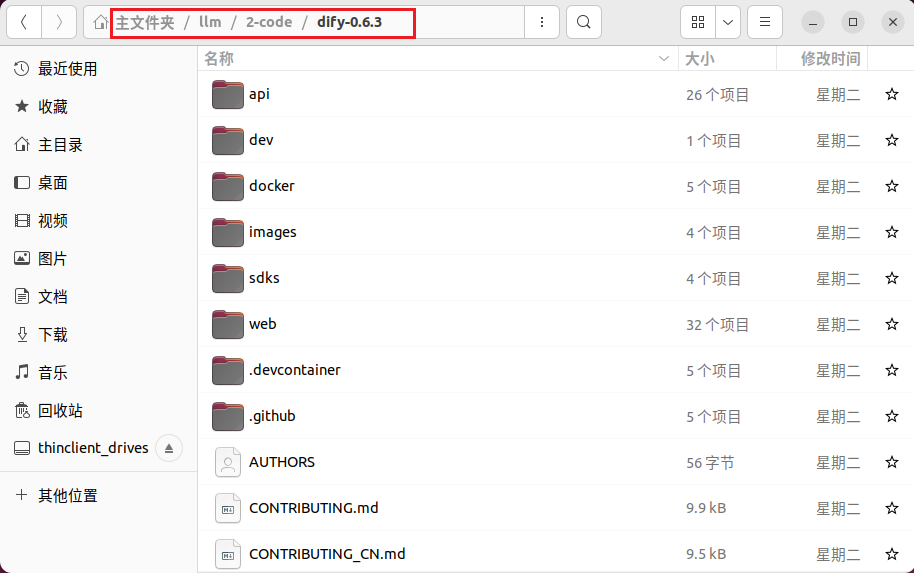 主文件夹 / llm / 2-code / dify-0.6.3
最近使用
收藏
主目录
桌面
视频
图片
文档
下载
音乐
回收站
thinclient_drives
其他位置
名称 大小 修改时间
api 26 个项目 星期二
dev 1 个项目 星期二
docker 5 个项目 星期二
images 4 个项目 星期二
sdks 4 个项目 星期二
web 32 个项目 星期二
.devcontainer 5 个项目 星期二
.github 5 个项目 星期二
AUTHORS 56 字节 星期二
CONTRIBUTING.md 9.9 kB 星期二
CONTRIBUTING_CN.md 9.5 kB 星期二